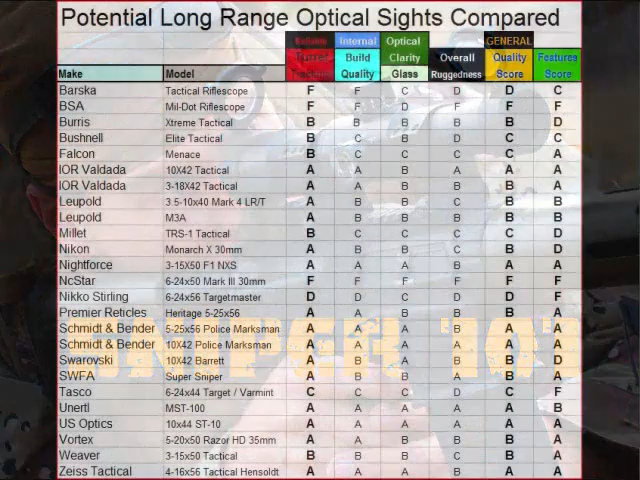 Potential Long Range Optical Sights Compared
Internal Optical GENERAL
Turret Build Clarity Overall Quality Features
Make Model Tracking Quality Glass Ruggedness Score Score
Barska Tactical Riflescope F F C D D C
BSA Mil-Dot Riflescope F F D F F F
Burris Xtreme Tactical B B B B B D
Bushnell Elite Tactical B C B D C C
Falcon Menace B C C C C A
IOR Valdada 10X42 Tactical A A B A A A
IOR Valdada 3-18X42 Tactical A A B B B A
Leupold 3.5-10x40 Mark 4 LR/T A B B C B B
Leupold M3A A B B B B B
Millet TRS-1 Tactical B C C C C D
Nikon Monarch X 30mm A B B C B D
Nightforce 3-15X50 F1 NXS A A A B A A
NcStar 6-24x50 Mark III 30mm F F F F F F
Nikko Stirling 6-24x56 Targetmaster D D C D D F
Premier Reticles Heritage 5-25x56 A A B B B A
Schmidt & Bender 5-25x56 Police Marksman A A A B A A
Schmidt & Bender 10X42 Police Marksman A A A A A A
Swarovski 10X42 Barrett A B A B B D
SWFA Super Sniper A B B A B A
Tasco 6-24x44 Target / Varmint C C C D C F
Unertl MST-100 A A A A A B
US Optics 10x44 ST-10 A A A A A A
Vortex 5-20x50 Razor HD 35mm A A B B B A
Weaver 3-15x50 Tactical B B B C B A
Zeiss Tactical 4-16x56 Tactical Hensoldt A A A B A A
SNIPER 101